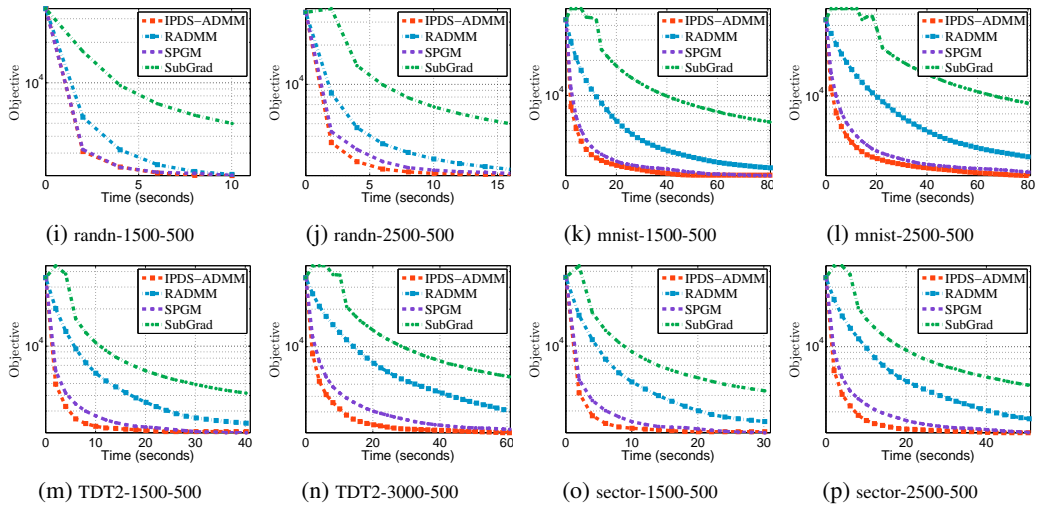 IPDS−ADMM
RADMM
SPGM
SubGrad
Objective
10^4
0 5 10
Time (seconds)
(i) randn-1500-500
IPDS−ADMM
RADMM
SPGM
SubGrad
Objective
10^4
0 5 10 15
Time (seconds)
(j) randn-2500-500
IPDS−ADMM
RADMM
SPGM
SubGrad
Objective
10^4
0 20 40 60 80
Time (seconds)
(k) mnist-1500-500
IPDS−ADMM
RADMM
SPGM
SubGrad
Objective
10^4
0 20 40 60 80
Time (seconds)
(l) mnist-2500-500
IPDS−ADMM
RADMM
SPGM
SubGrad
Objective
10^4
0 10 20 30 40
Time (seconds)
(m) TDT2-1500-500
IPDS−ADMM
RADMM
SPGM
SubGrad
Objective
10^4
0 20 40 60
Time (seconds)
(n) TDT2-3000-500
IPDS−ADMM
RADMM
SPGM
SubGrad
Objective
10^4
0 10 20 30
Time (seconds)
(o) sector-1500-500
IPDS−ADMM
RADMM
SPGM
SubGrad
Objective
10^4
0 20 40
Time (seconds)
(p) sector-2500-500